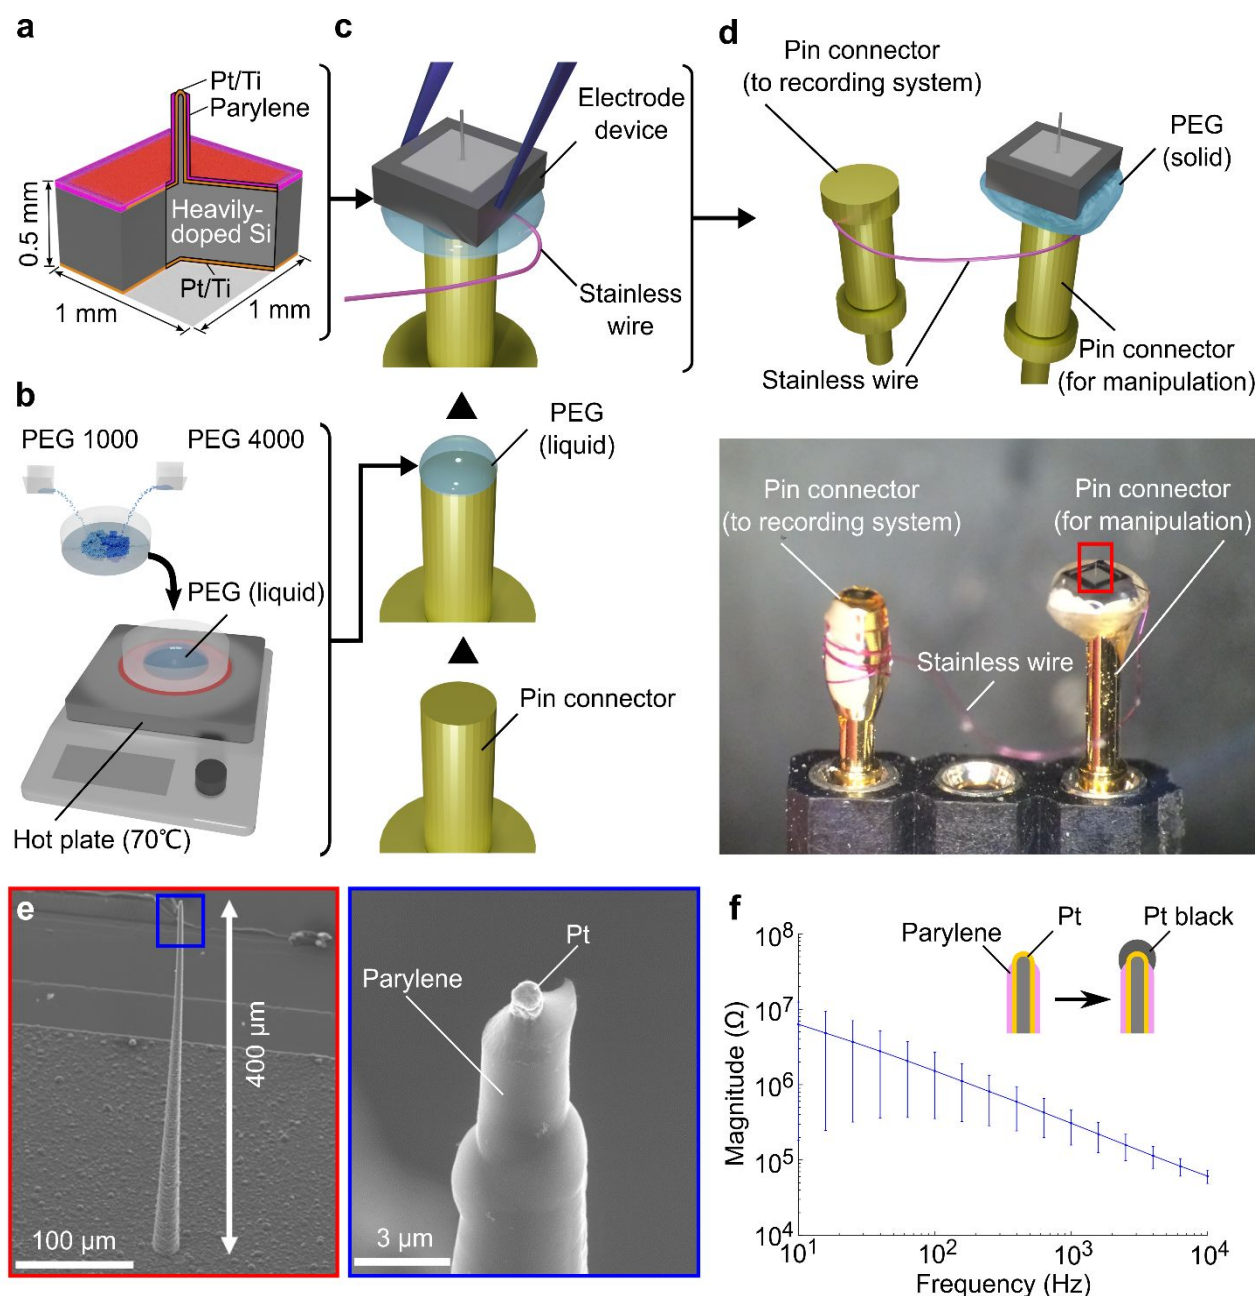 a
Pt/Ti
Parylene
0.5 mm
Heavily-
doped Si
Pt/Ti
1 mm
1 mm
b
PEG 1000
PEG 4000
PEG (liquid)
Hot plate (70℃)
c
Electrode
device
Stainless
wire
PEG
(liquid)
Pin connector
d
Pin connector
(to recording system)
PEG
(solid)
Stainless wire
Pin connector
(for manipulation)
Pin connector
(to recording system)
Pin connector
(for manipulation)
Stainless wire
e
400 µm
100 µm
Pt
Parylene
3 µm
f
Parylene
Pt
Pt black
Magnitude (Ω)
10⁸
10⁷
10⁶
10⁵
10⁴
10¹
10²
10³
10⁴
Frequency (Hz)